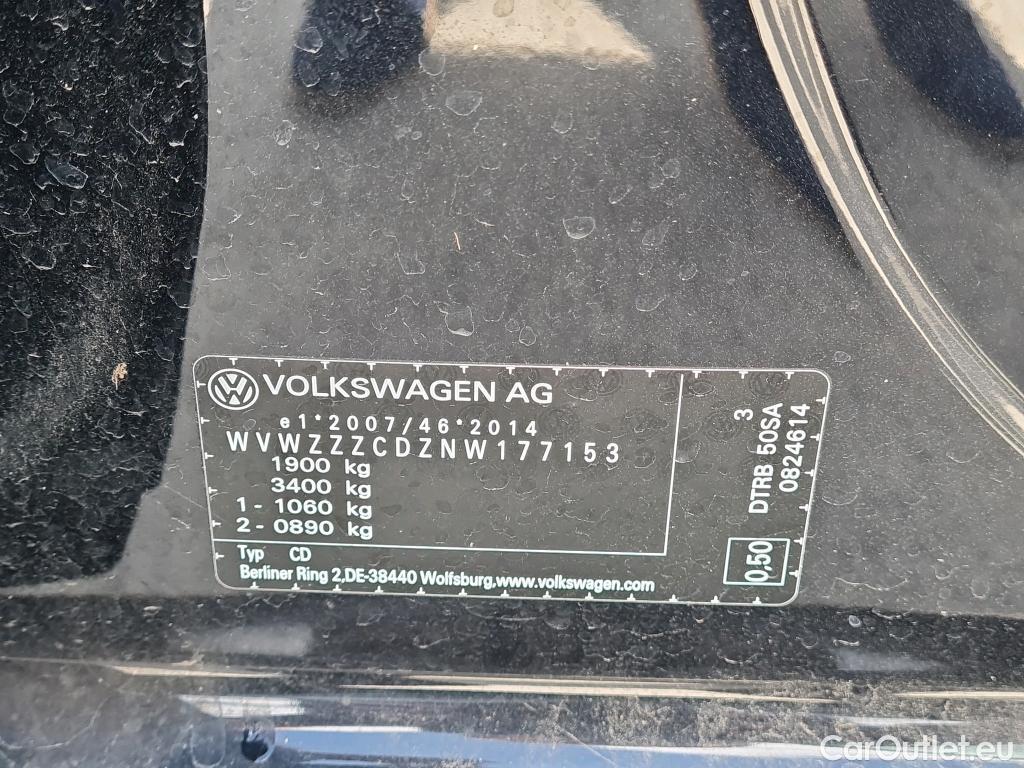 VOLKSWAGEN AG
e1*2007/46*2014
WVWZZZCDZNW177153
1900 kg
3400 kg
1 - 1060 kg
2 - 0890 kg
Typ CD
Berliner Ring 2,DE-38440 Wolfsburg,www.volkswagen.com
3
DTRB 50SA
0824614
0,50
CarOutlet.eu